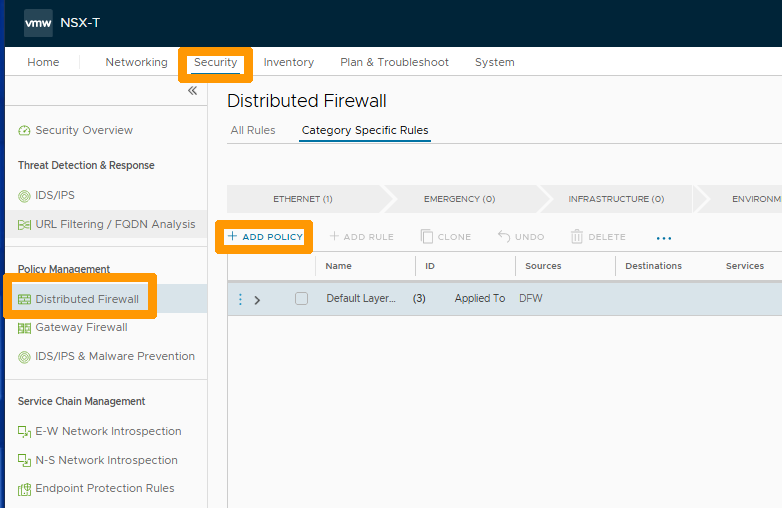 vmw NSX-T
Home Networking Security Inventory Plan & Troubleshoot System
«
Security Overview
Threat Detection & Response
IDS/IPS
URL Filtering / FQDN Analysis
Policy Management
Distributed Firewall
Gateway Firewall
IDS/IPS & Malware Prevention
Service Chain Management
E-W Network Introspection
N-S Network Introspection
Endpoint Protection Rules
Distributed Firewall
All Rules Category Specific Rules
ETHERNET (1) EMERGENCY (0) INFRASTRUCTURE (0) ENVIRONM
+ ADD POLICY + ADD RULE CLONE UNDO DELETE ...
Name ID Sources Destinations Services
Default Layer... (3) Applied To DFW